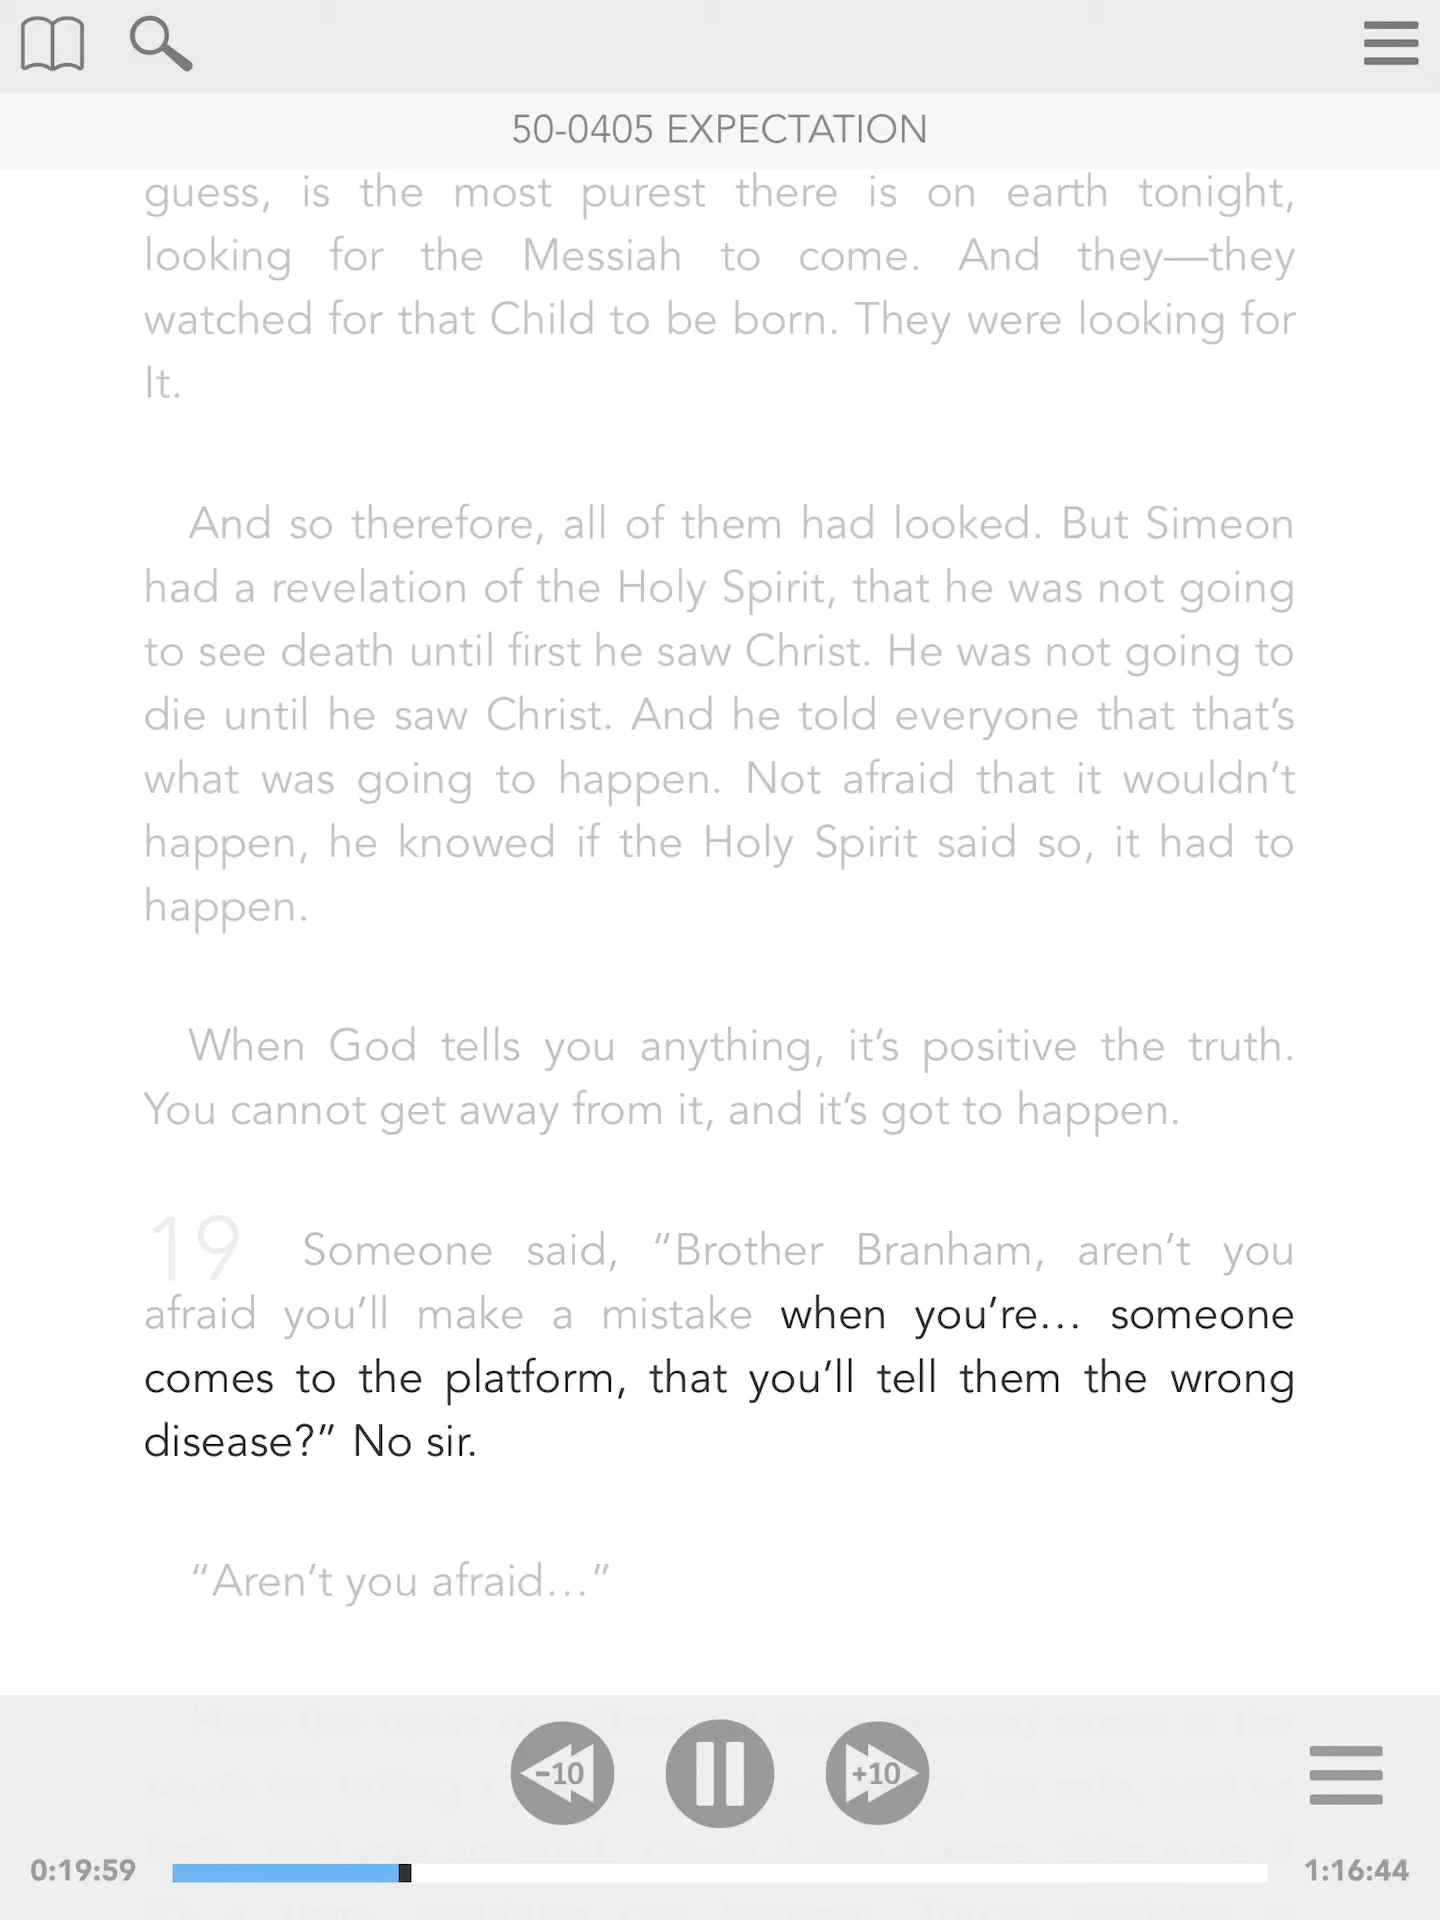 50-0405 EXPECTATION
guess, is the most purest there is on earth tonight,
looking for the Messiah to come. And they—they
watched for that Child to be born. They were looking for
It.
And so therefore, all of them had looked. But Simeon
had a revelation of the Holy Spirit, that he was not going
to see death until first he saw Christ. He was not going to
die until he saw Christ. And he told everyone that that’s
what was going to happen. Not afraid that it wouldn’t
happen, he knowed if the Holy Spirit said so, it had to
happen.
When God tells you anything, it’s positive the truth.
You cannot get away from it, and it’s got to happen.
19 Someone said, “Brother Branham, aren’t you
afraid you’ll make a mistake when you’re… someone
comes to the platform, that you’ll tell them the wrong
disease?” No sir.
“Aren’t you afraid…”
-10 +10
0:19:59 1:16:44